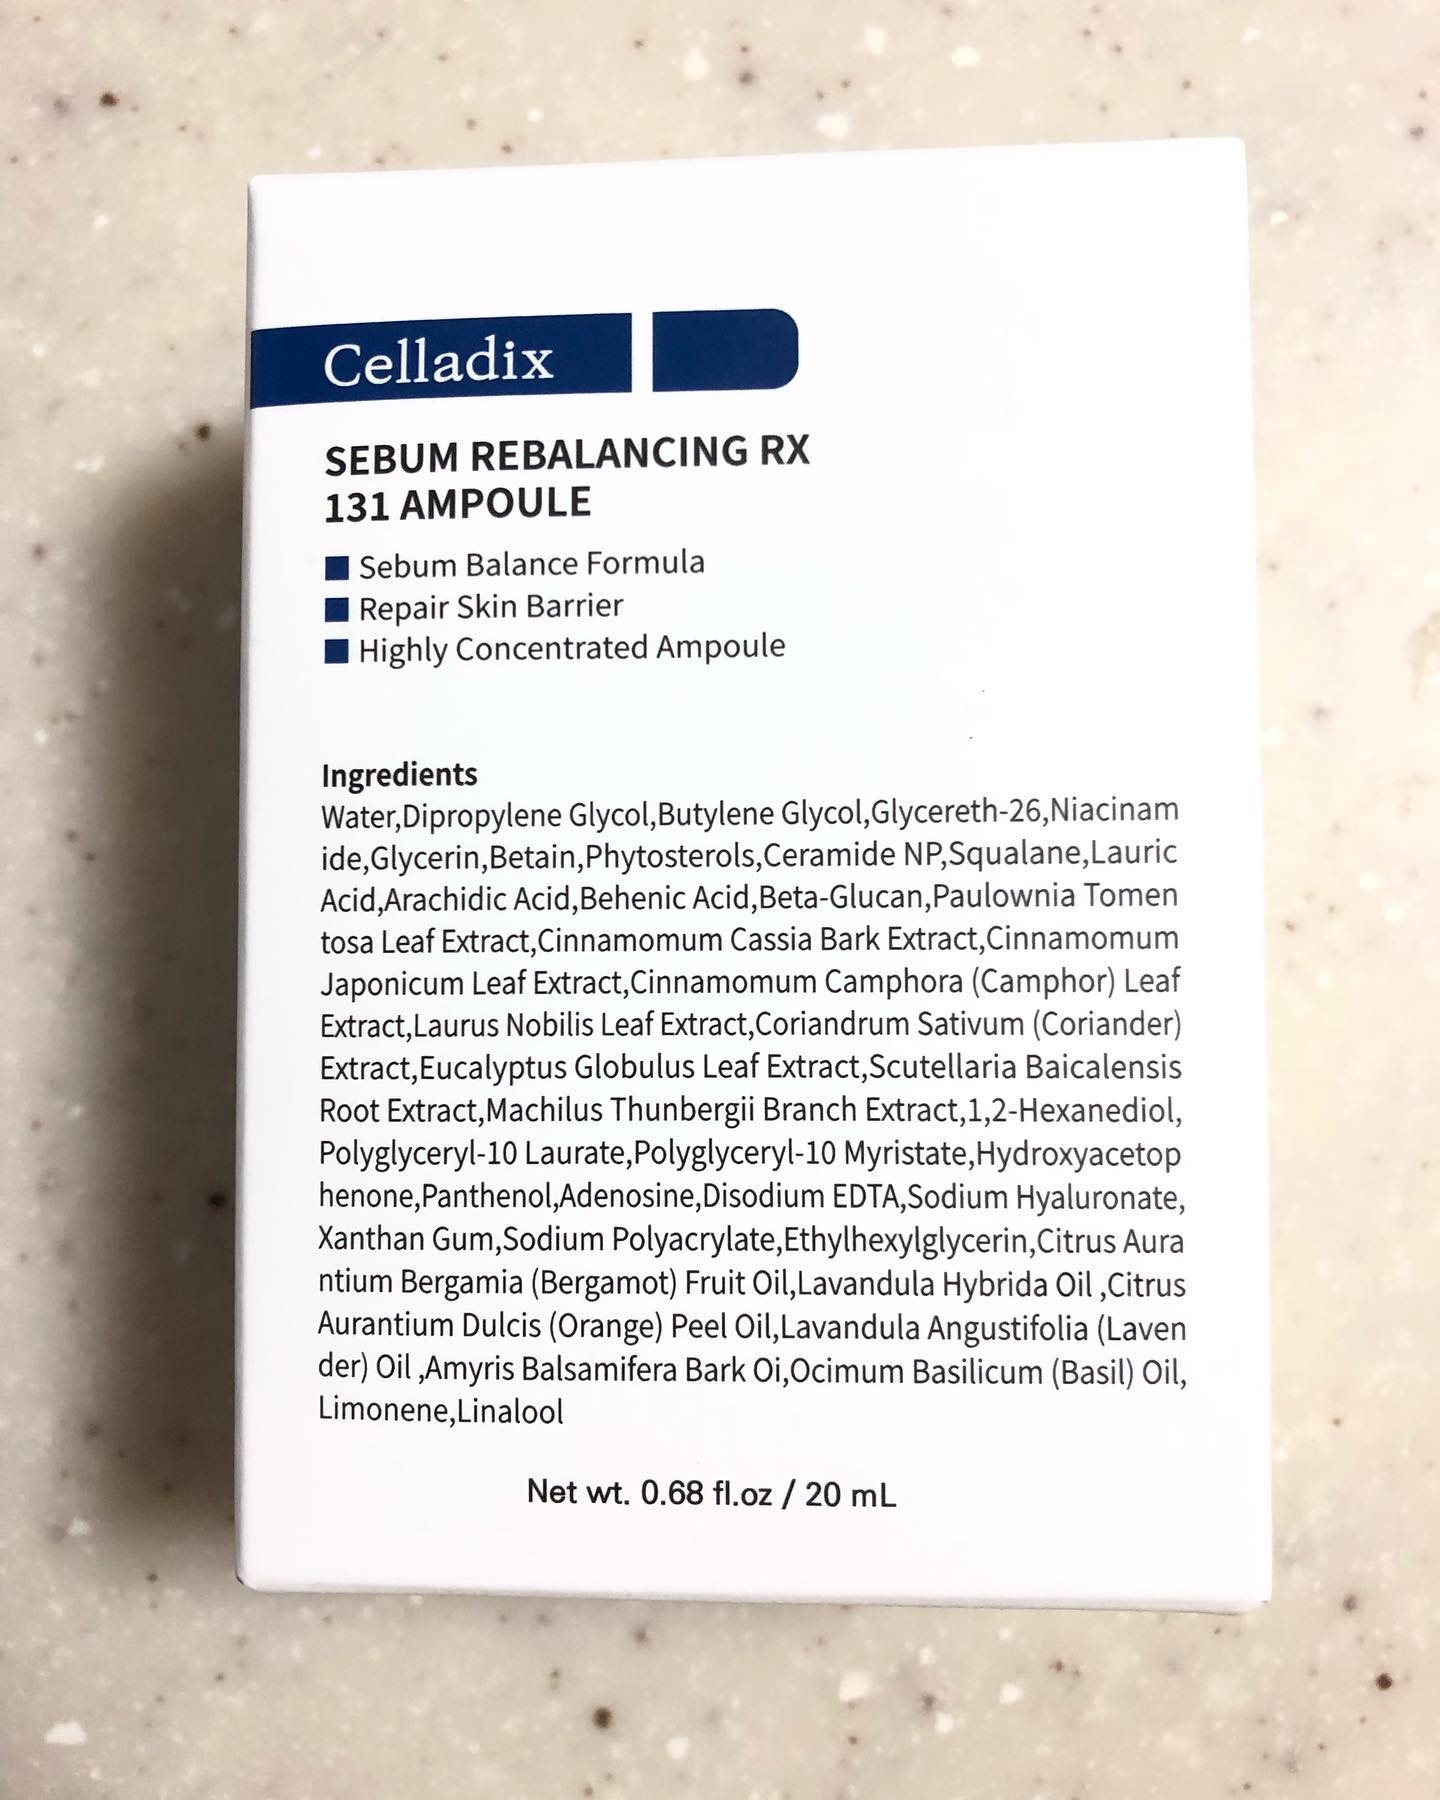 Celladix
SEBUM REBALANCING RX
131 AMPOULE
Sebum Balance Formula
Repair Skin Barrier
Highly Concentrated Ampoule
Ingredients
Water,Dipropylene Glycol,Butylene Glycol,Glycereth-26,Niacinam
ide,Glycerin,Betain,Phytosterols,Ceramide NP,Squalane,Lauric
Acid,Arachidic Acid,Behenic Acid,Beta-Glucan,Paulownia Tomen
tosa Leaf Extract,Cinnamomum Cassia Bark Extract,Cinnamomum
Japonicum Leaf Extract,Cinnamomum Camphora (Camphor) Leaf
Extract,Laurus Nobilis Leaf Extract,Coriandrum Sativum (Coriander)
Extract,Eucalyptus Globulus Leaf Extract,Scutellaria Baicalensis
Root Extract,Machilus Thunbergii Branch Extract,1,2-Hexanediol,
Polyglyceryl-10 Laurate,Polyglyceryl-10 Myristate,Hydroxyacetop
henone,Panthenol,Adenosine,Disodium EDTA,Sodium Hyaluronate,
Xanthan Gum,Sodium Polyacrylate,Ethylhexylglycerin,Citrus Aura
ntium Bergamia (Bergamot) Fruit Oil,Lavandula Hybrida Oil ,Citrus
Aurantium Dulcis (Orange) Peel Oil,Lavandula Angustifolia (Laven
der) Oil ,Amyris Balsamifera Bark Oi,Ocimum Basilicum (Basil) Oil,
Limonene,Linalool
Net wt. 0.68 fl.oz / 20 mL